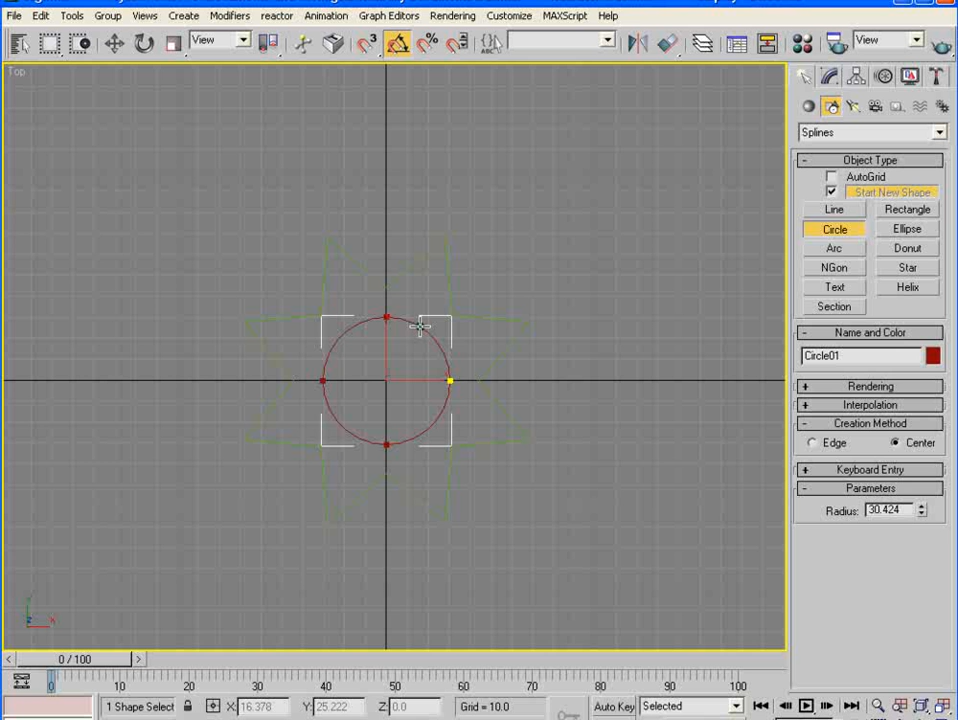 File Edit Tools Group Views Create Modifiers reactor Animation Graph Editors Rendering Customize MAXScript Help
View
View
Top
Splines
Object Type
AutoGrid
Start New Shape
Line Rectangle
Circle Ellipse
Arc Donut
NGon Star
Text Helix
Section
Name and Color
Circle01
Rendering
Interpolation
Creation Method
Edge Center
Keyboard Entry
Parameters
Radius: 30.424
0 / 100
0 10 20 30 40 50 60 70 80 90 100
1 Shape Select X: 16.378 Y: 25.222 Z: 0.0 Grid = 10.0 Auto Key Selected